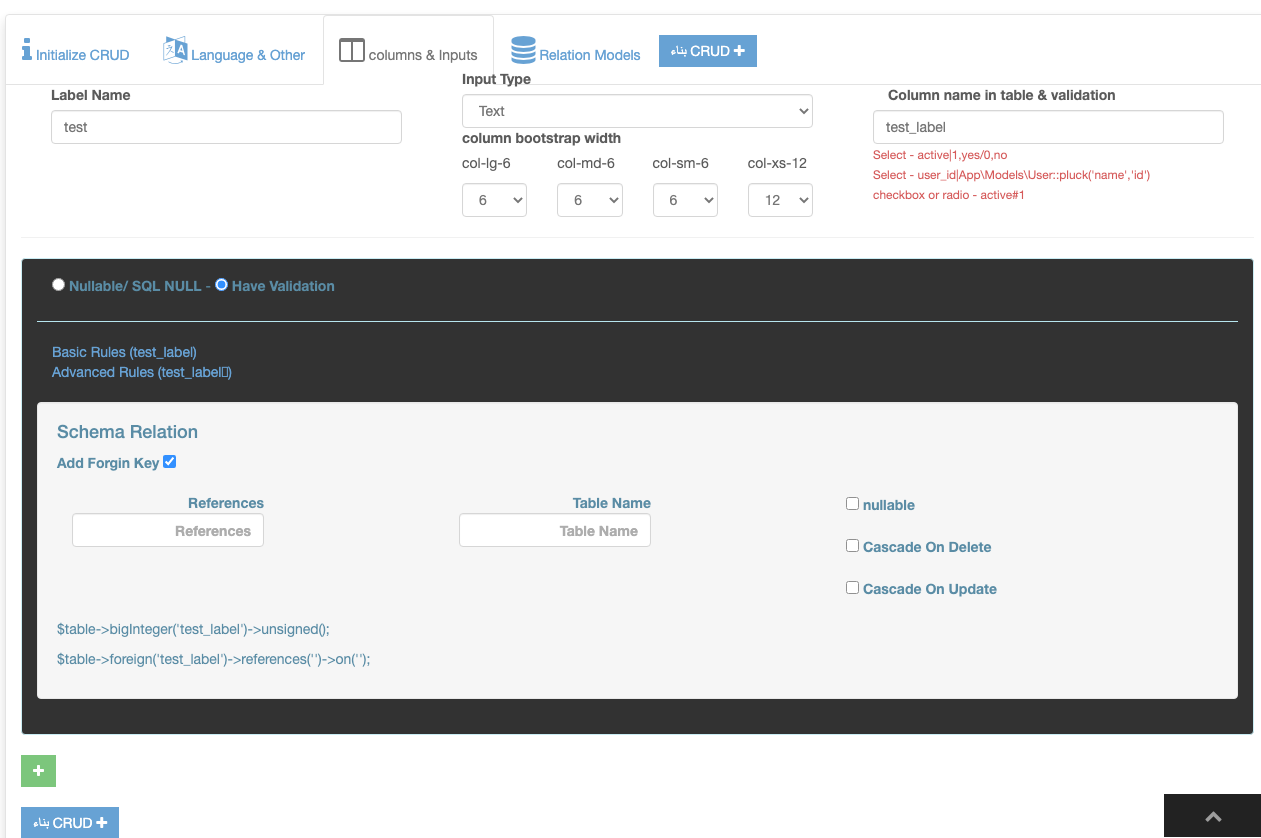 Initialize CRUD
Language & Other
columns & Inputs
Relation Models
بناء CRUD +
Label Name
test
Input Type
Text
column bootstrap width
col-lg-6 col-md-6 col-sm-6 col-xs-12
6 6 6 12
Column name in table & validation
test_label
Select - active|1,yes/0,no
Select - user_id|App\Models\User::pluck('name','id')
checkbox or radio - active#1
Nullable/ SQL NULL - Have Validation
Basic Rules (test_label)
Advanced Rules (test_label▯)
Schema Relation
Add Forgin Key
References
References
Table Name
Table Name
nullable
Cascade On Delete
Cascade On Update
$table->bigInteger('test_label')->unsigned();
$table->foreign('test_label')->references('')->on('');
+
بناء CRUD +